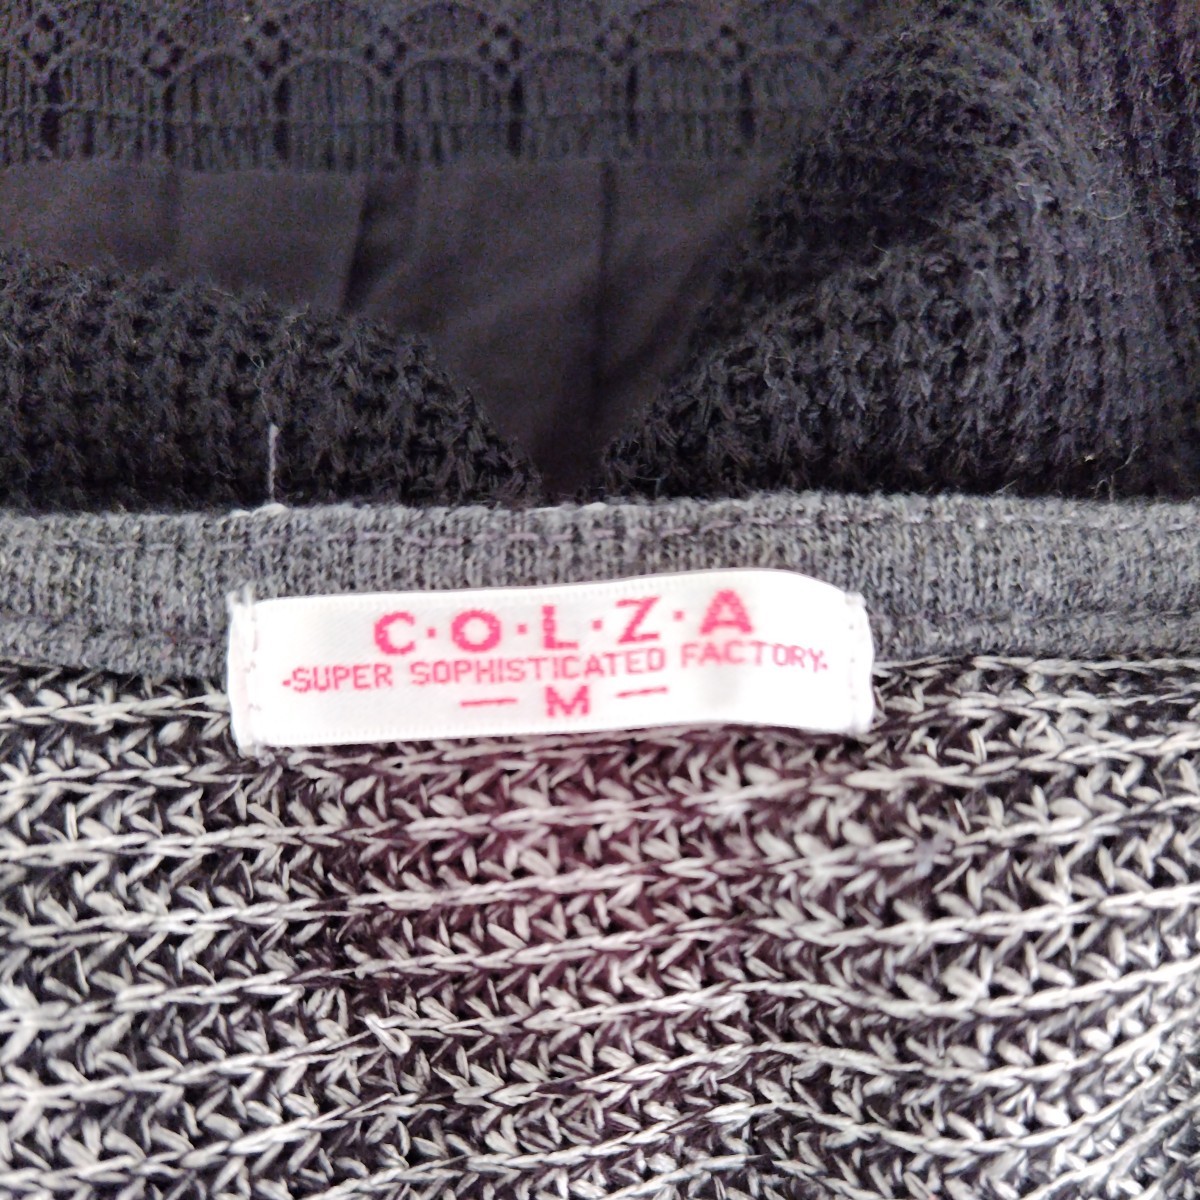 C·O·L·Z·A
·SUPER SOPHISTICATED FACTORY·
— M —